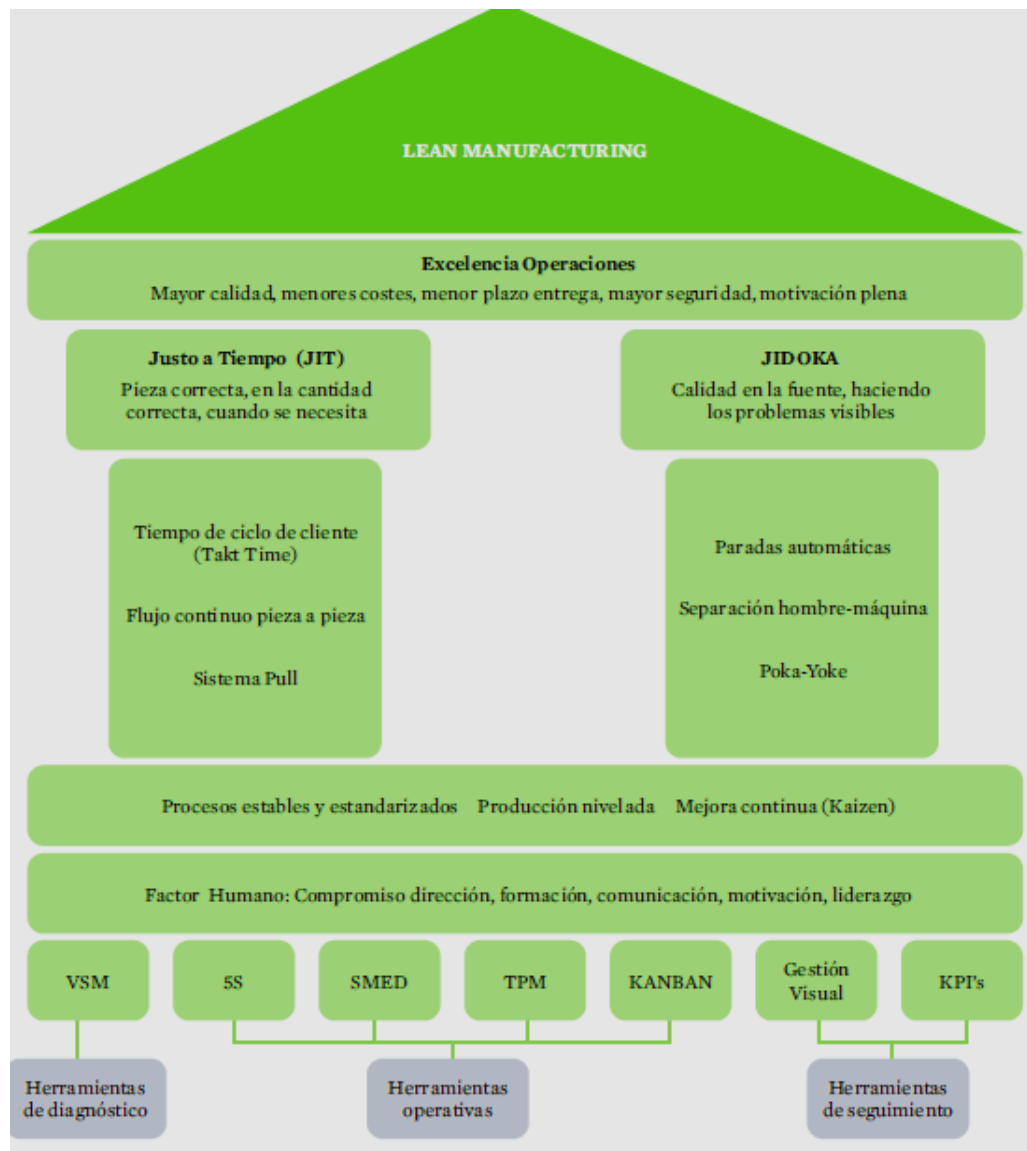 LEAN MANUFACTURING
Excelencia Operaciones
Mayor calidad, menores costes, menor plazo entrega, mayor seguridad, motivación plena
Justo a Tiempo (JIT)
Pieza correcta, en la cantidad
correcta, cuando se necesita
JIDOKA
Calidad en la fuente, haciendo
los problemas visibles
Tiempo de ciclo de cliente
(Takt Time)
Flujo continuo pieza a pieza
Sistema Pull
Paradas automáticas
Separación hombre-máquina
Poka-Yoke
Procesos estables y estandarizados Producción nivelada Mejora continua (Kaizen)
Factor Humano: Compromiso dirección, formación, comunicación, motivación, liderazgo
VSM
5S
SMED
TPM
KANBAN
Gestión
Visual
KPI's
Herramientas
de diagnóstico
Herramientas
operativas
Herramientas
de seguimiento